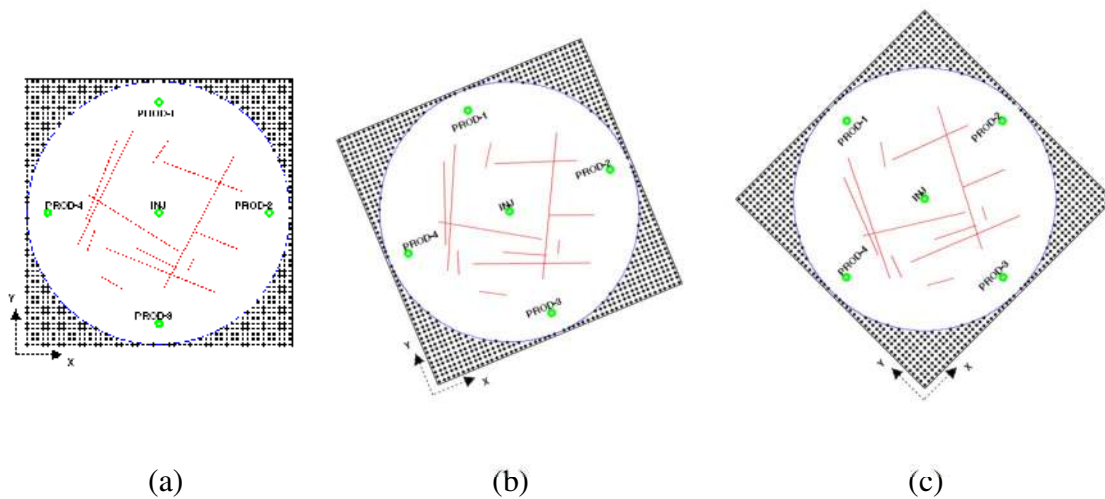 PROD-1
PROD-4
INJ
PROD-2
PROD-3
Y
X
PROD-1
PROD-2
INJ
PROD-4
PROD-3
Y
X
PROD-1
PROD-2
INJ
PROD-4
PROD-3
Y
X
(a)
(b)
(c)